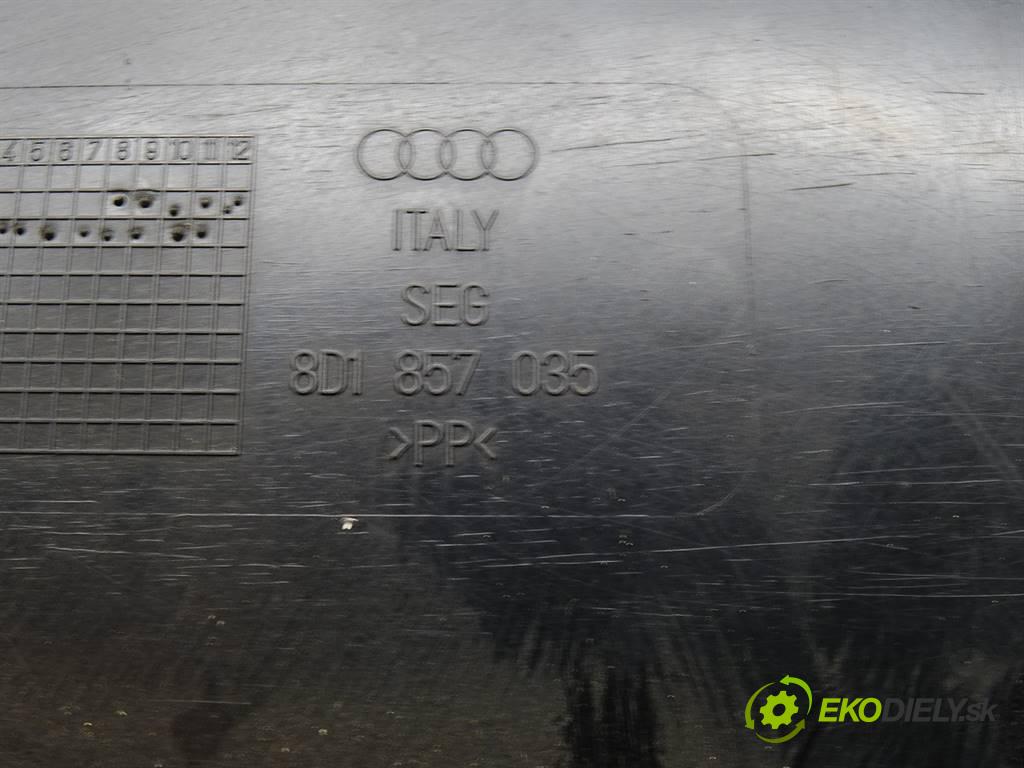 4 5 6 7 8 9 10 11 12
ITALY
SEG
8D1 857 035
>PP<
EKODIELY.sk